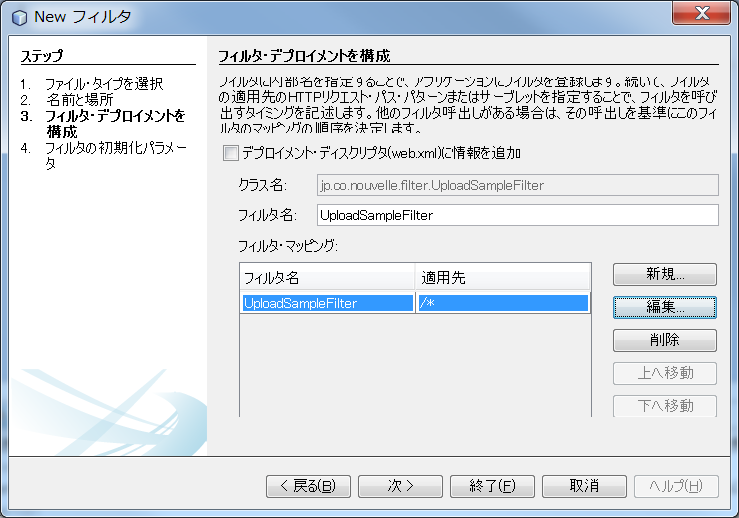 New フィルタ
ステップ
1. ファイル・タイプを選択
2. 名前と場所
3. フィルタ・デプロイメントを
構成
4. フィルタの初期化パラメー
タ
フィルタ・デプロイメントを構成
フィルタに内部名を指定することで、アプリケーションにフィルタを登録します。続いて、フィルタ
の適用先のHTTPリクエスト・パス・パターンまたはサーブレットを指定することで、フィルタを呼び
出すタイミングを記述します。他のフィルタ呼出しがある場合は、その呼出しを基準にこのフィ
ルタのマッピングの順序を決定します。
デプロイメント・ディスクリプタ(web.xml)に情報を追加
クラス名: jp.co.nouvelle.filter.UploadSampleFilter
フィルタ名: UploadSampleFilter
フィルタ・マッピング:
フィルタ名 適用先
UploadSampleFilter /*
新規...
編集...
削除
上へ移動
下へ移動
< 戻る(B) 次 > 終了(F) 取消 ヘルプ(H)